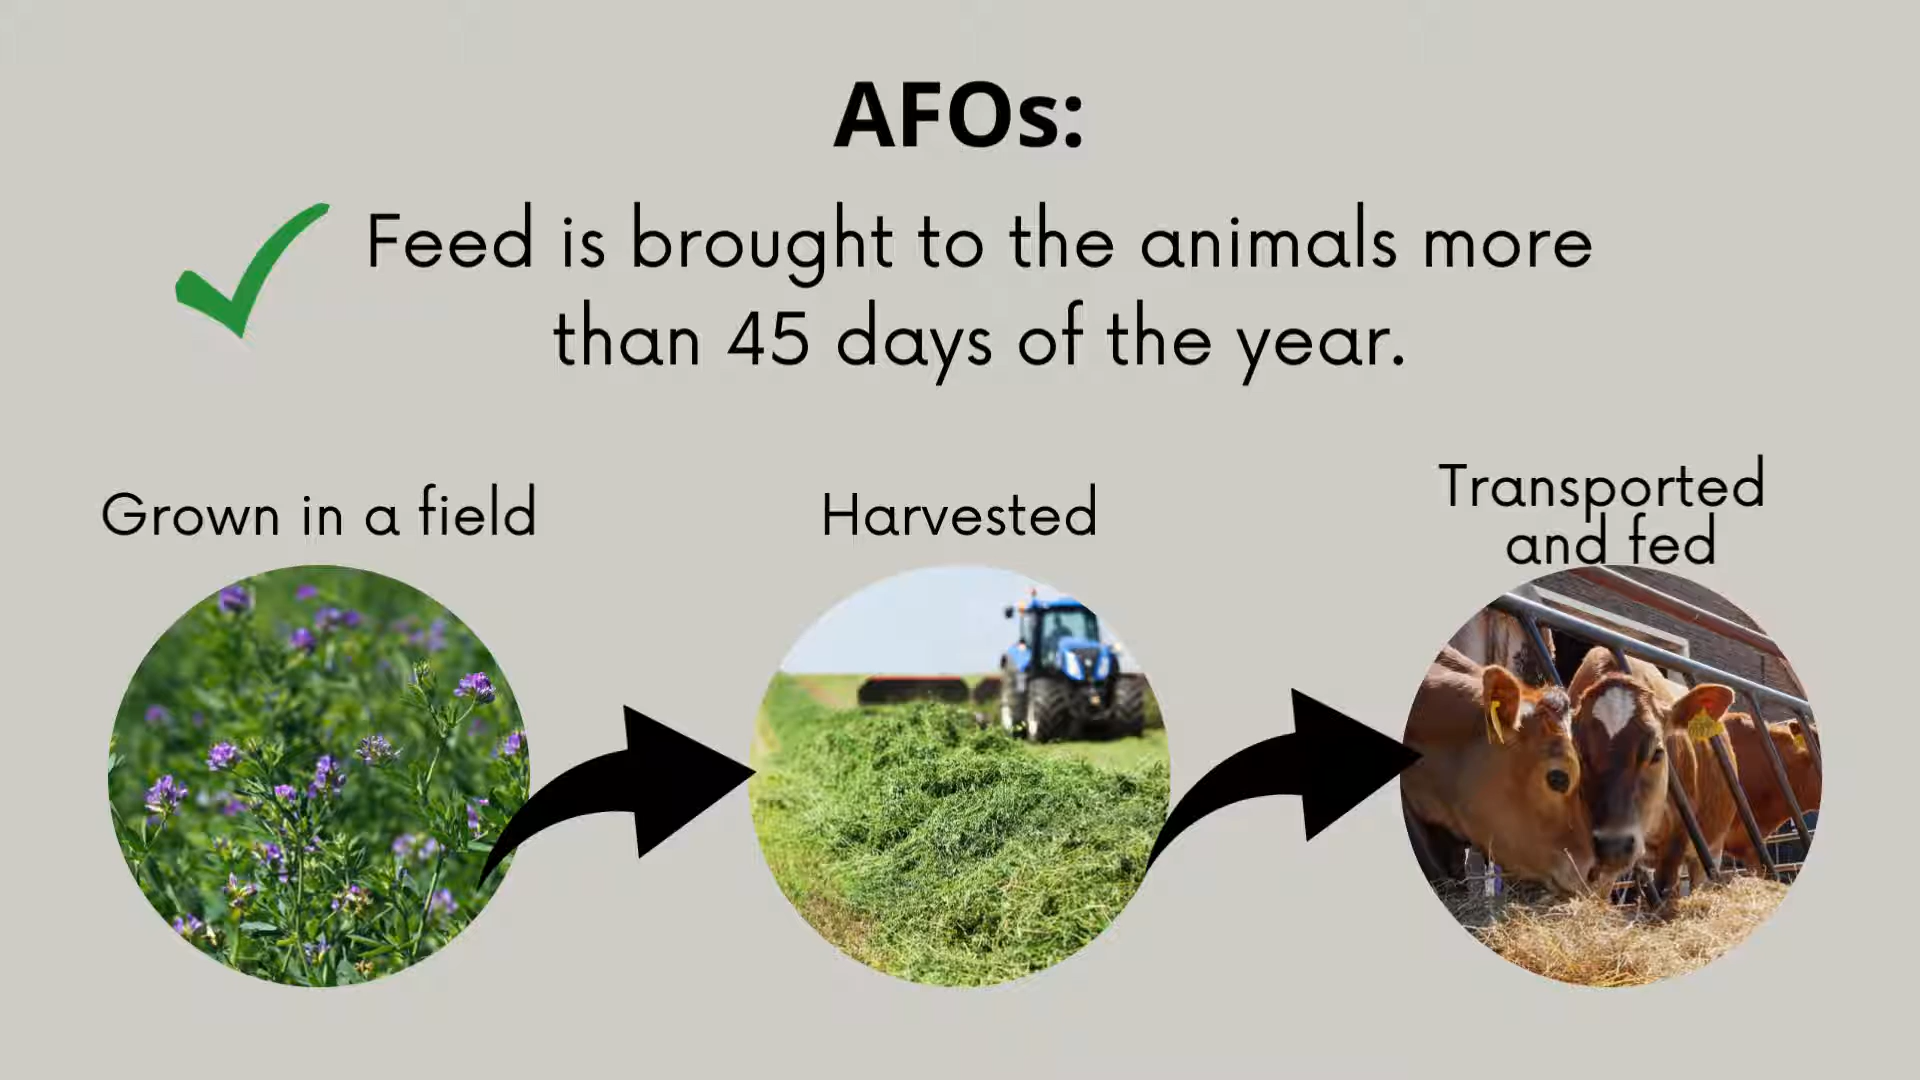 AFOs:
Feed is brought to the animals more
than 45 days of the year.
Grown in a field
Harvested
Transported
and fed